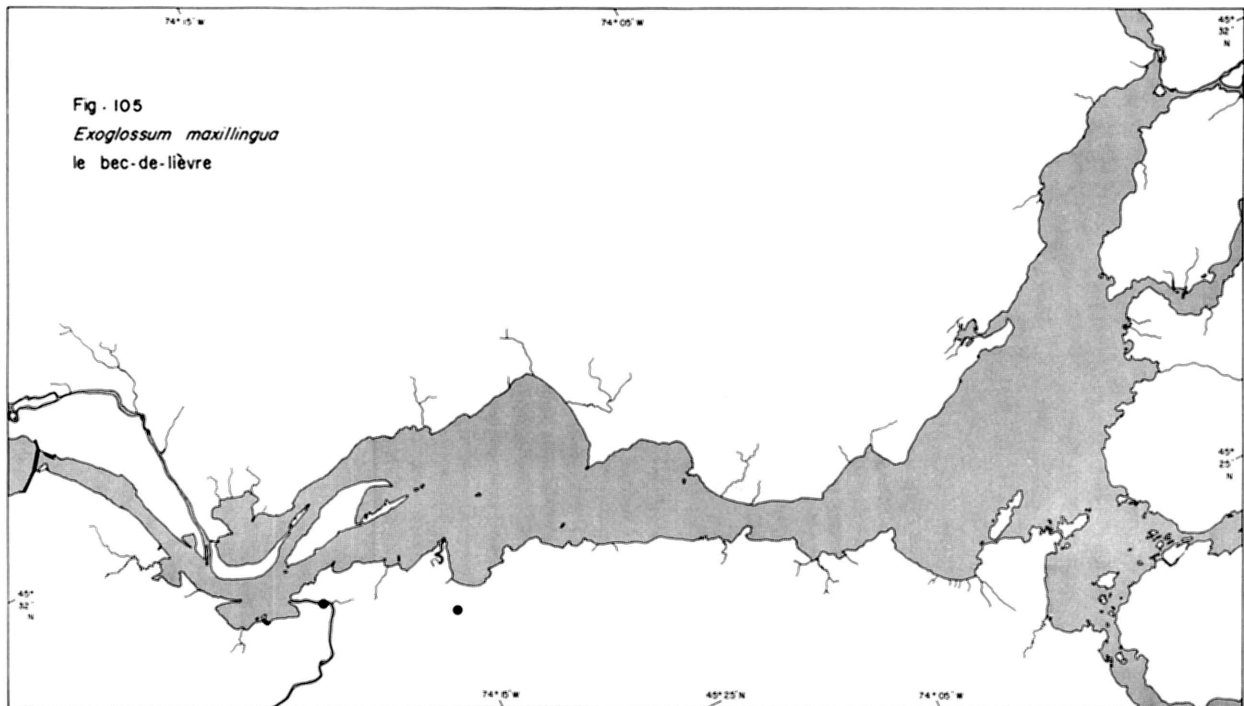 74° 15' W
74° 05' W
45°
32'
N
Fig. 105
Exoglossum maxillingua
le bec-de-lièvre
45°
25'
N
45°
32'
N
74° 15' W
45° 25' N
74° 05' W